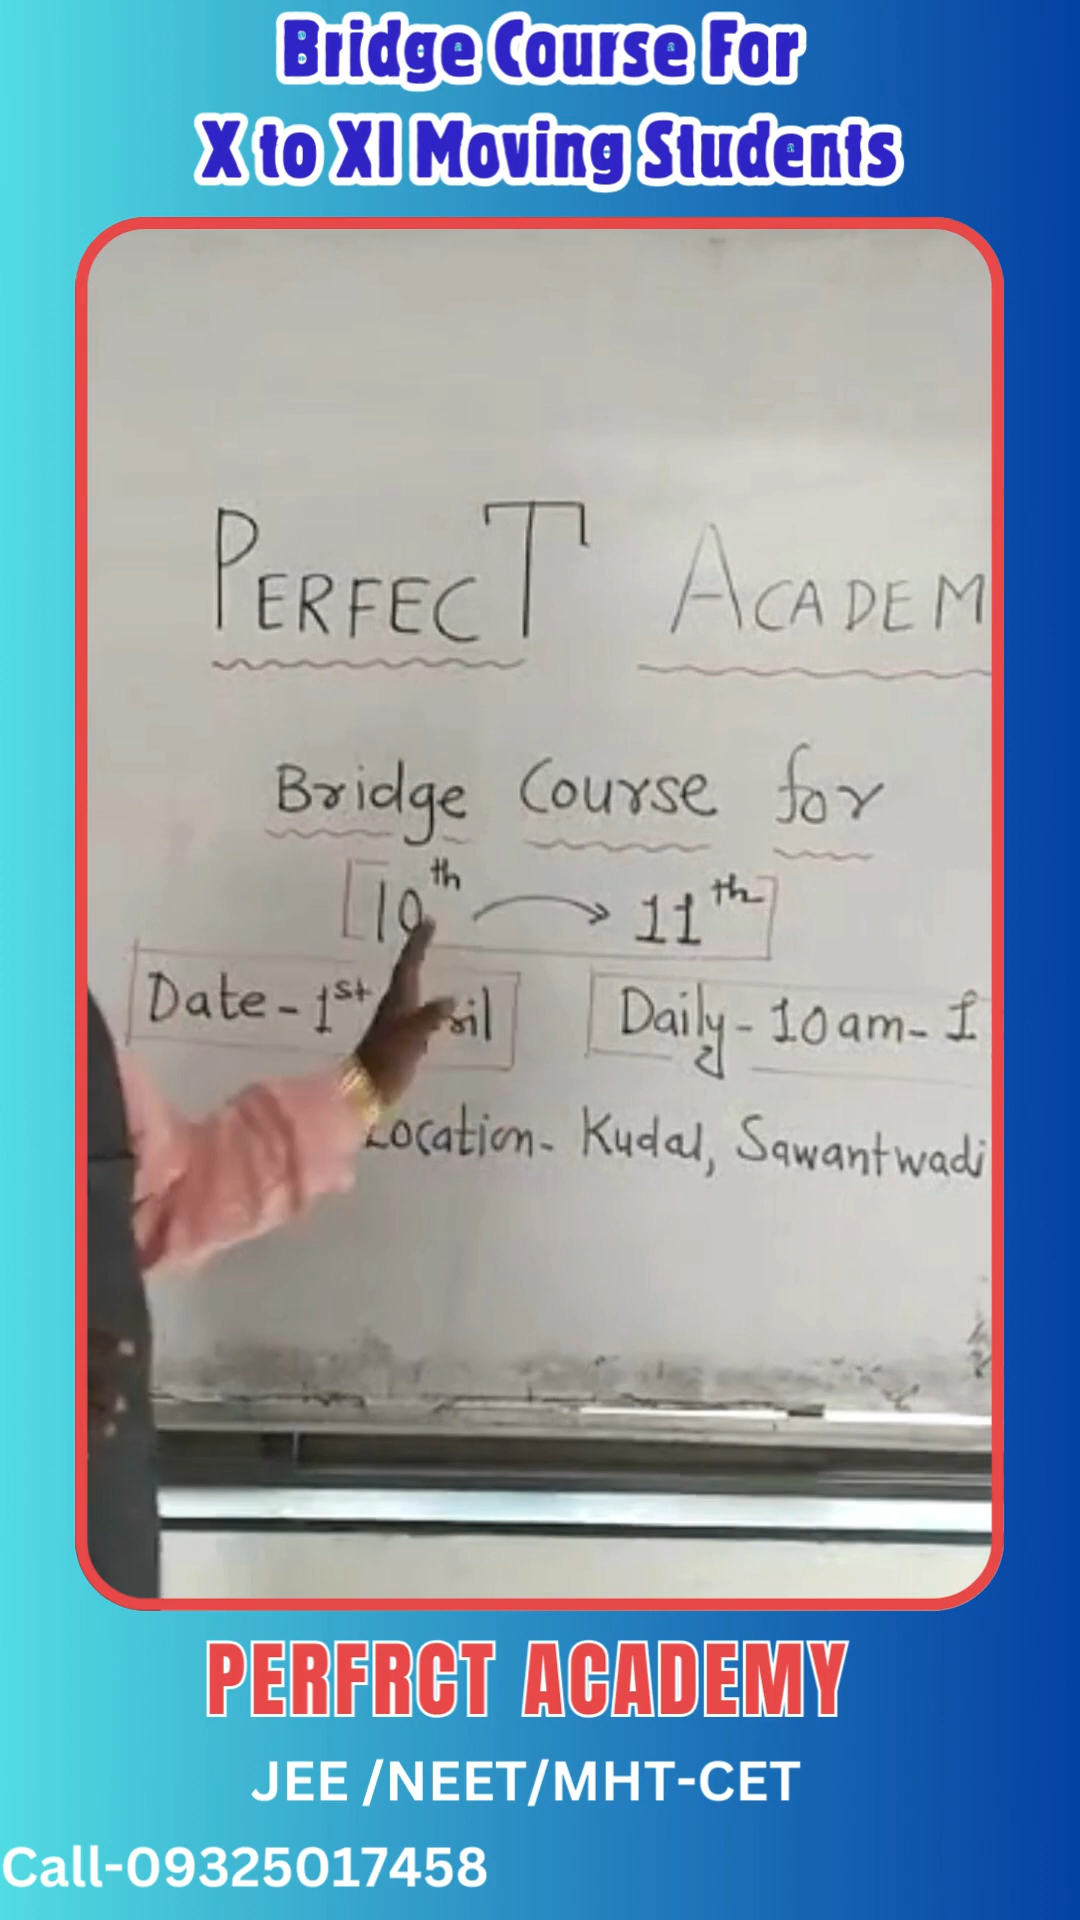 Bridge Course For
X to XI Moving Students
PERFECT ACADEM
Bridge Course for
10th → 11th
Date - 1st Daily - 10am - 1
Location - Kudal, Sawantwadi
PERFRCT ACADEMY
JEE /NEET/MHT-CET
Call-09325017458